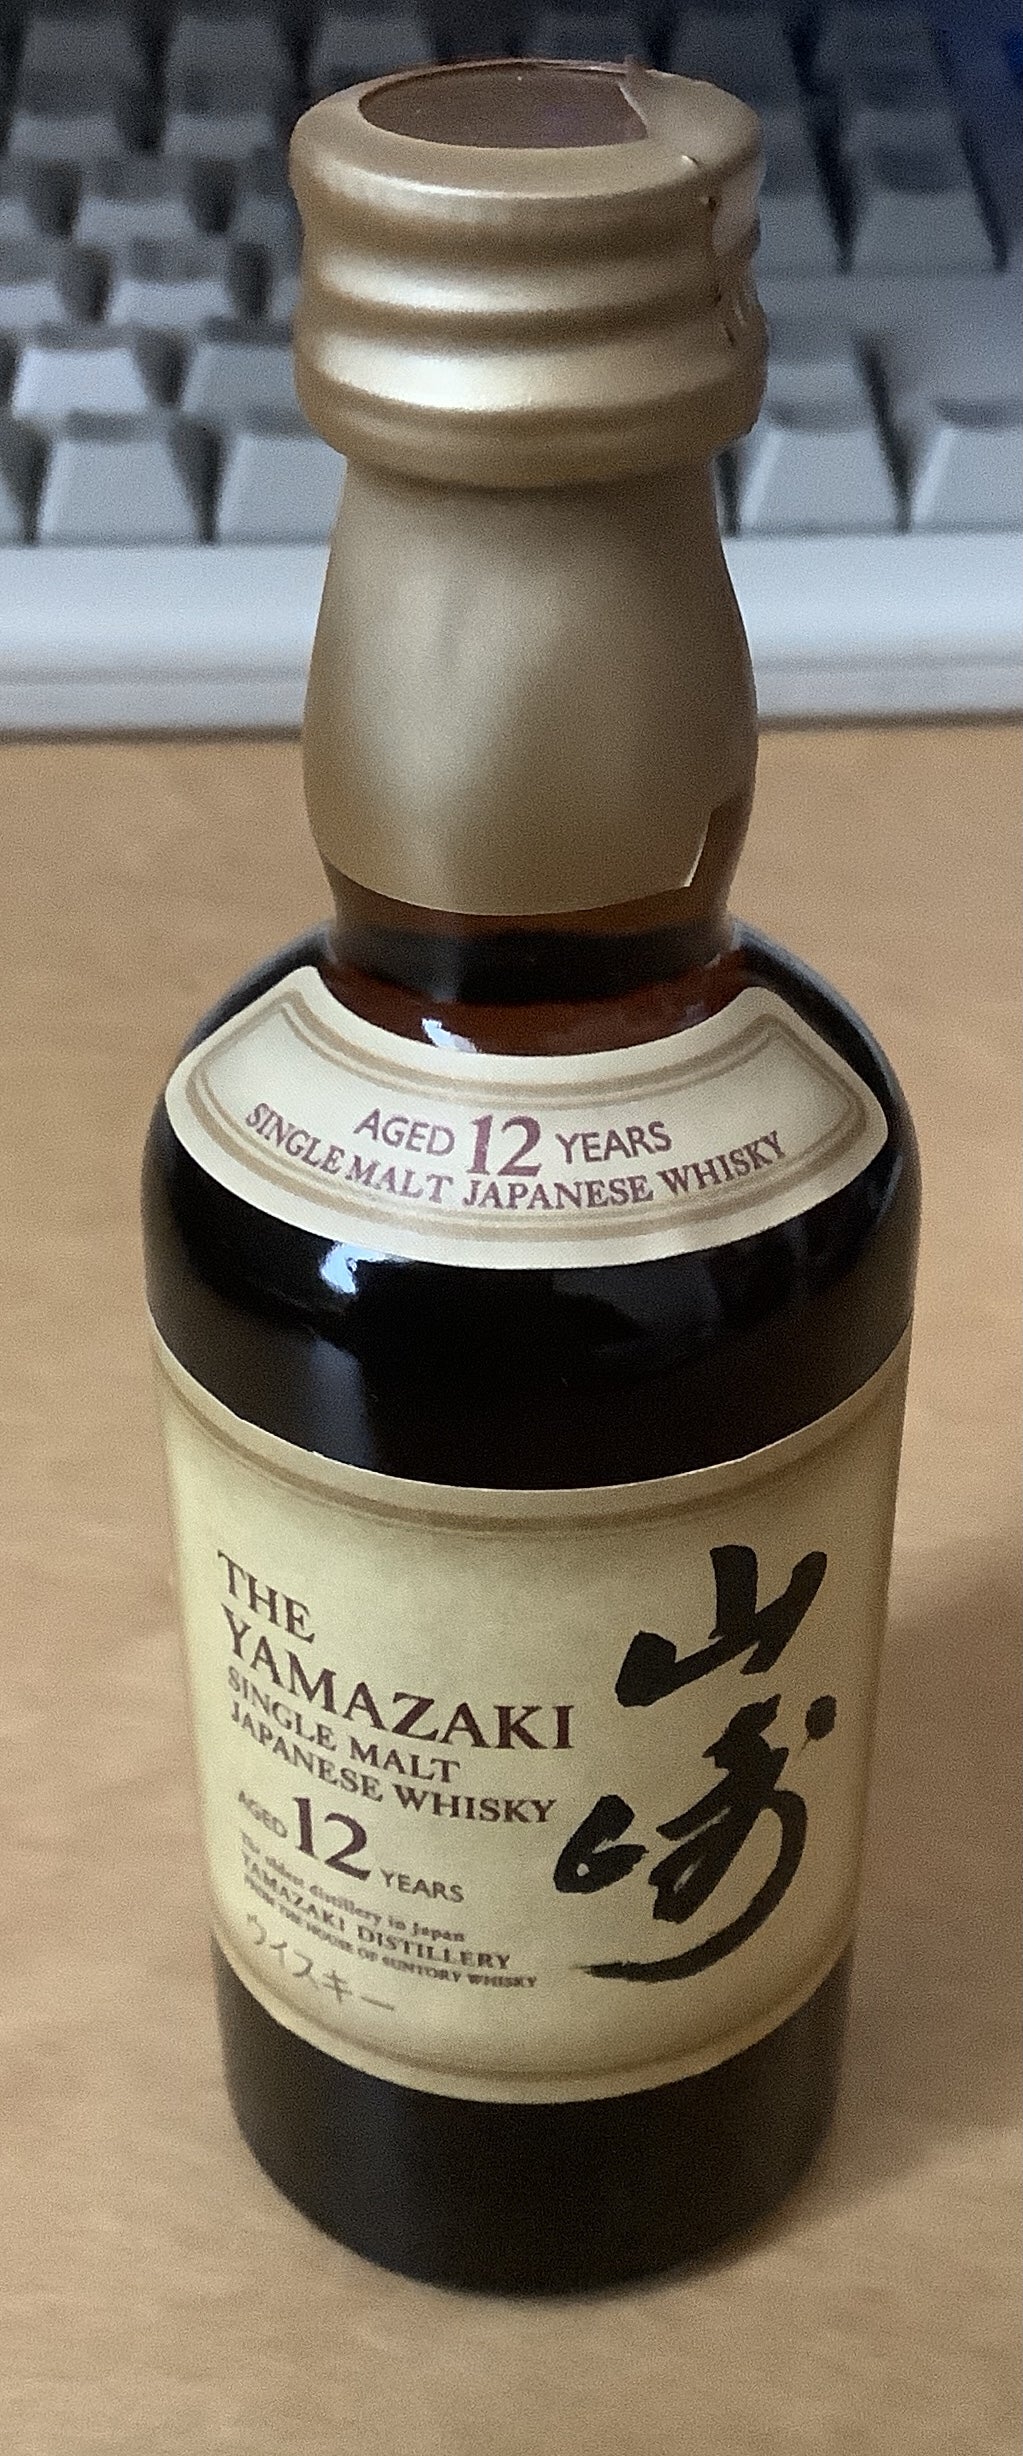 AGED 12 YEARS
SINGLE MALT JAPANESE WHISKY
THE
YAMAZAKI
SINGLE MALT
JAPANESE WHISKY
AGED 12 YEARS
The oldest distillery in Japan
YAMAZAKI DISTILLERY
FROM THE HOUSE OF SUNTORY WHISKY
ウイスキー
山崎